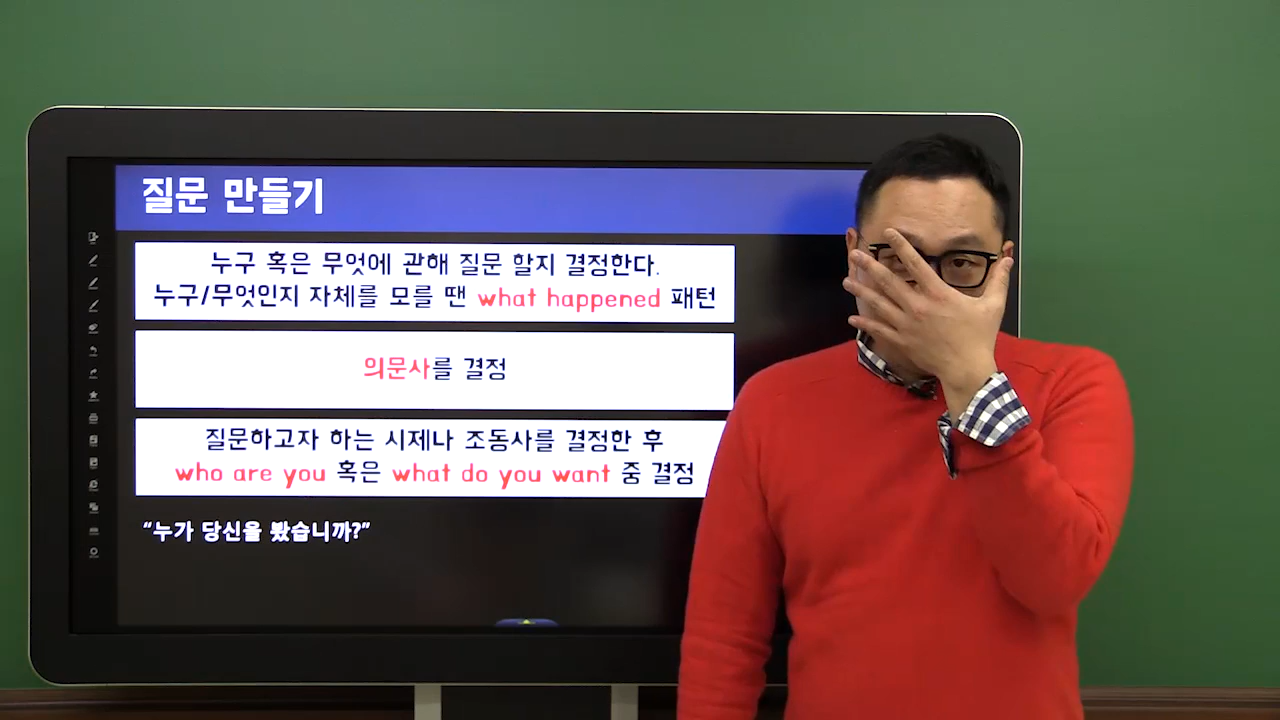 질문 만들기
누구 혹은 무엇에 관해 질문 할지 결정한다.
누구/무엇인지 자체를 모를 땐 what happened 패턴
의문사를 결정
질문하고자 하는 시제나 조동사를 결정한 후
who are you 혹은 what do you want 중 결정
“누가 당신을 봤습니까?”